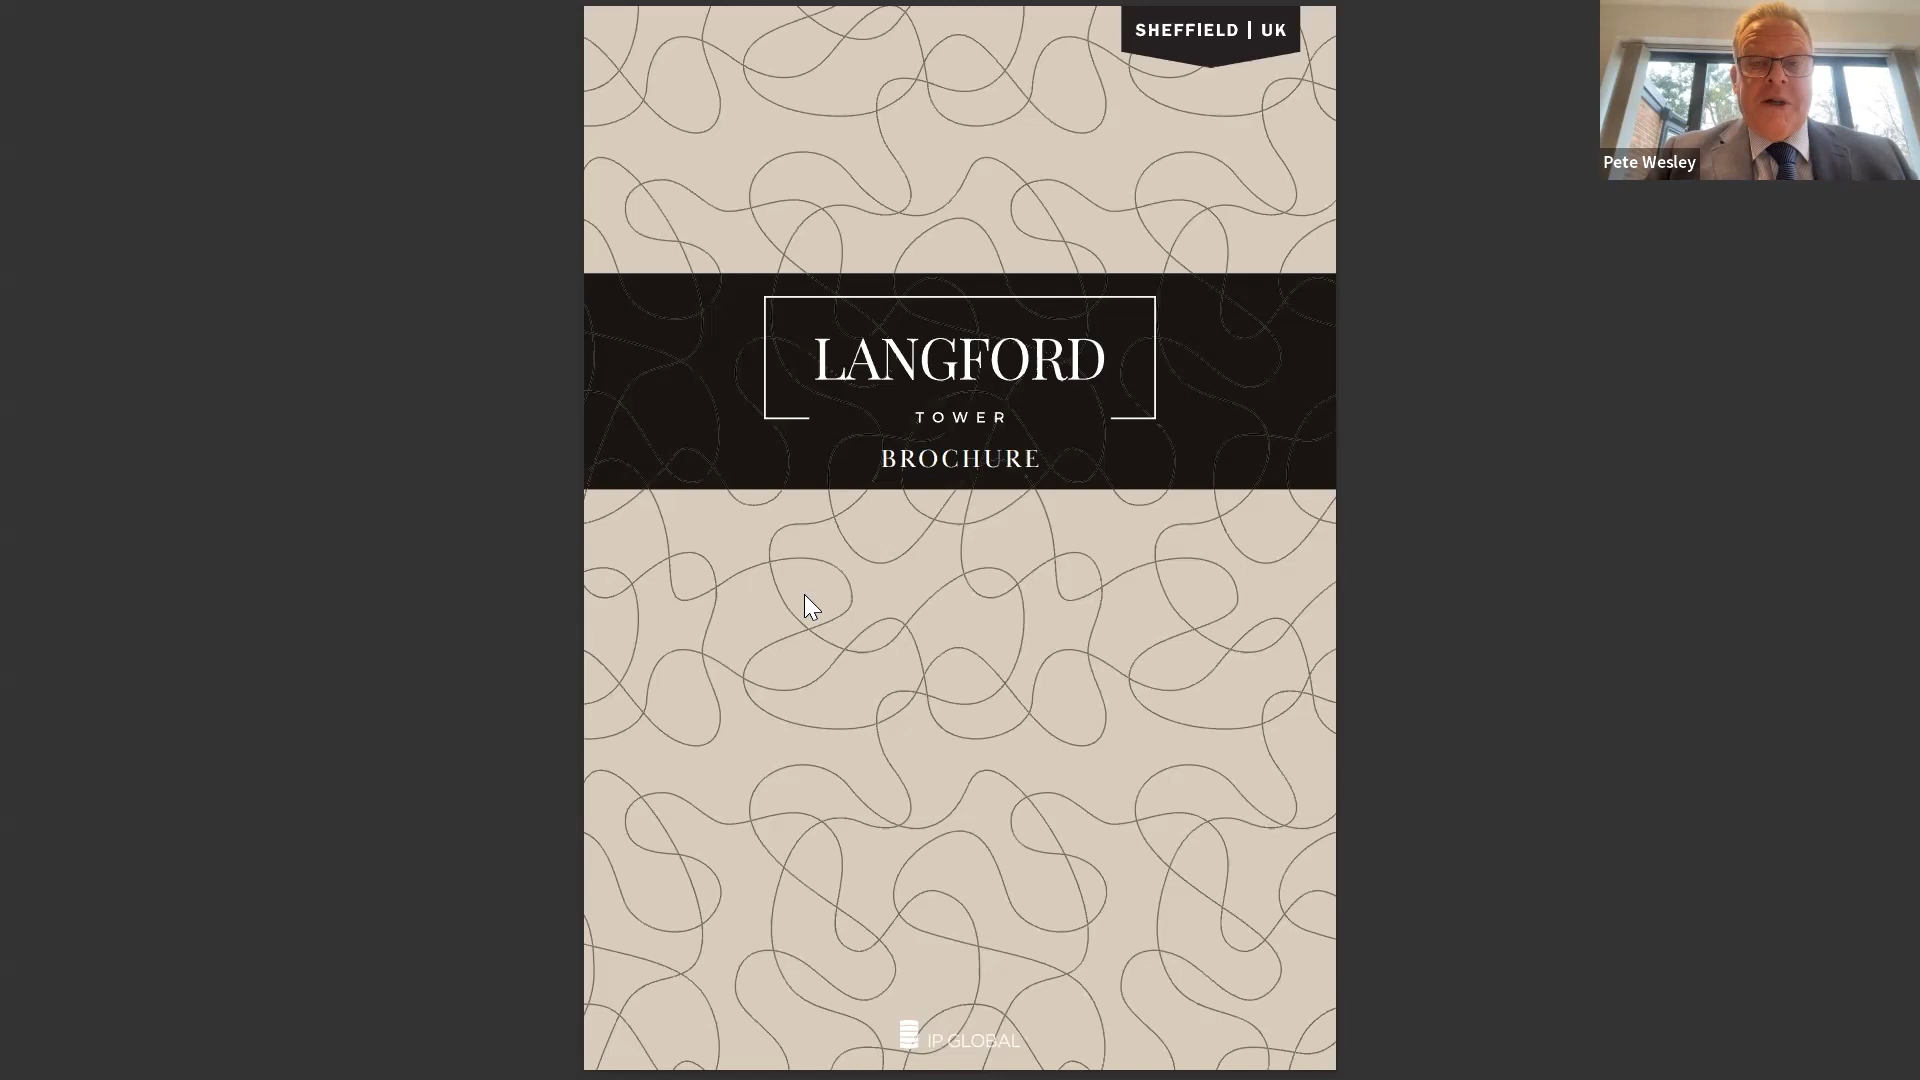 SHEFFIELD | UK
Pete Wesley
LANGFORD
TOWER
BROCHURE
IP GLOBAL